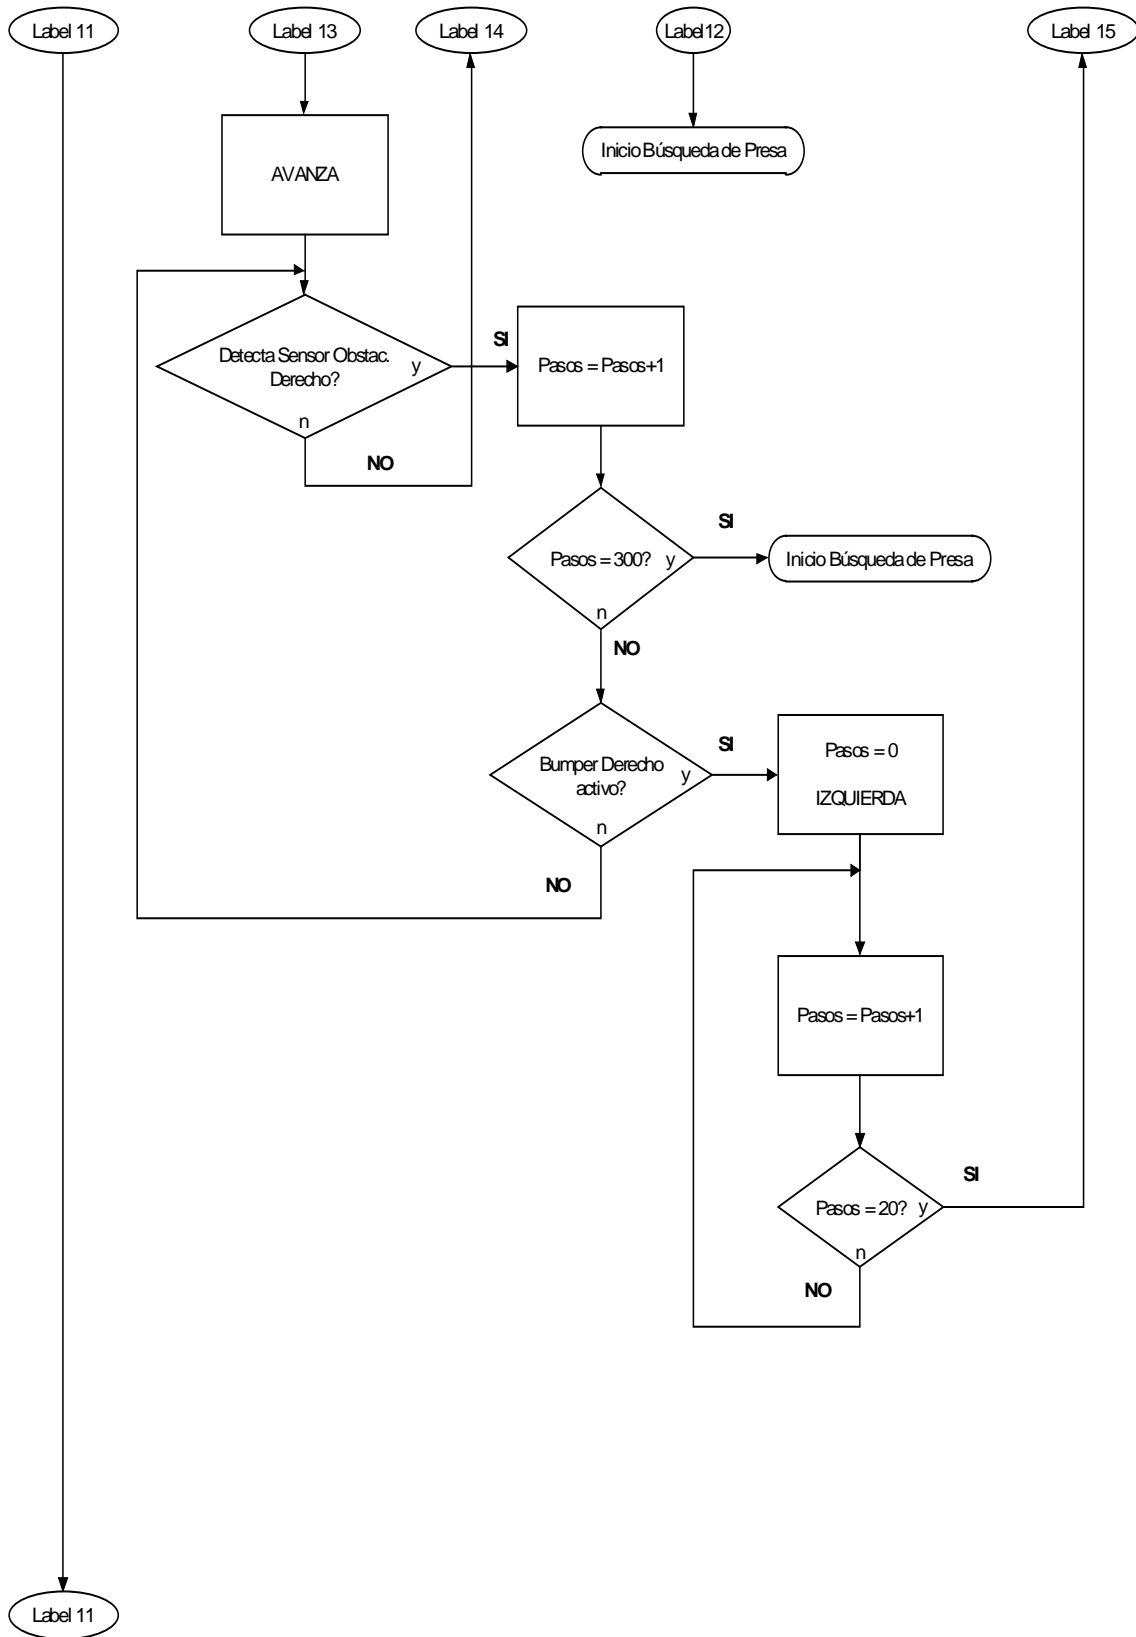 Label 11
Label 13
Label 14
Label 12
Label 15
Inicio Búsqueda de Presa
AVANZA
Detecta Sensor Obstac.
Derecho?
y
n
SI
NO
Pasos = Pasos+1
Pasos = 300?
y
n
SI
NO
Inicio Búsqueda de Presa
Bumper Derecho
activo?
y
n
SI
NO
Pasos = 0
IZQUIERDA
Pasos = Pasos+1
Pasos = 20?
y
n
SI
NO
Label 11